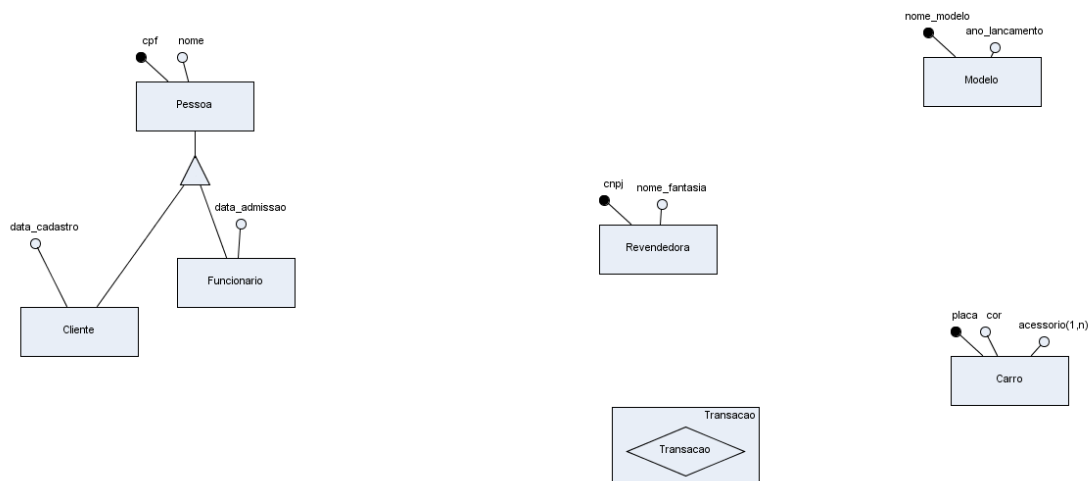 nome_modelo
ano_lancamento
Modelo
cpf nome
Pessoa
cnpj nome_fantasia
Revendedora
data_admissao
data_cadastro
Funcionario
Cliente
placa cor acessorio(1,n)
Carro
Transacao
Transacao